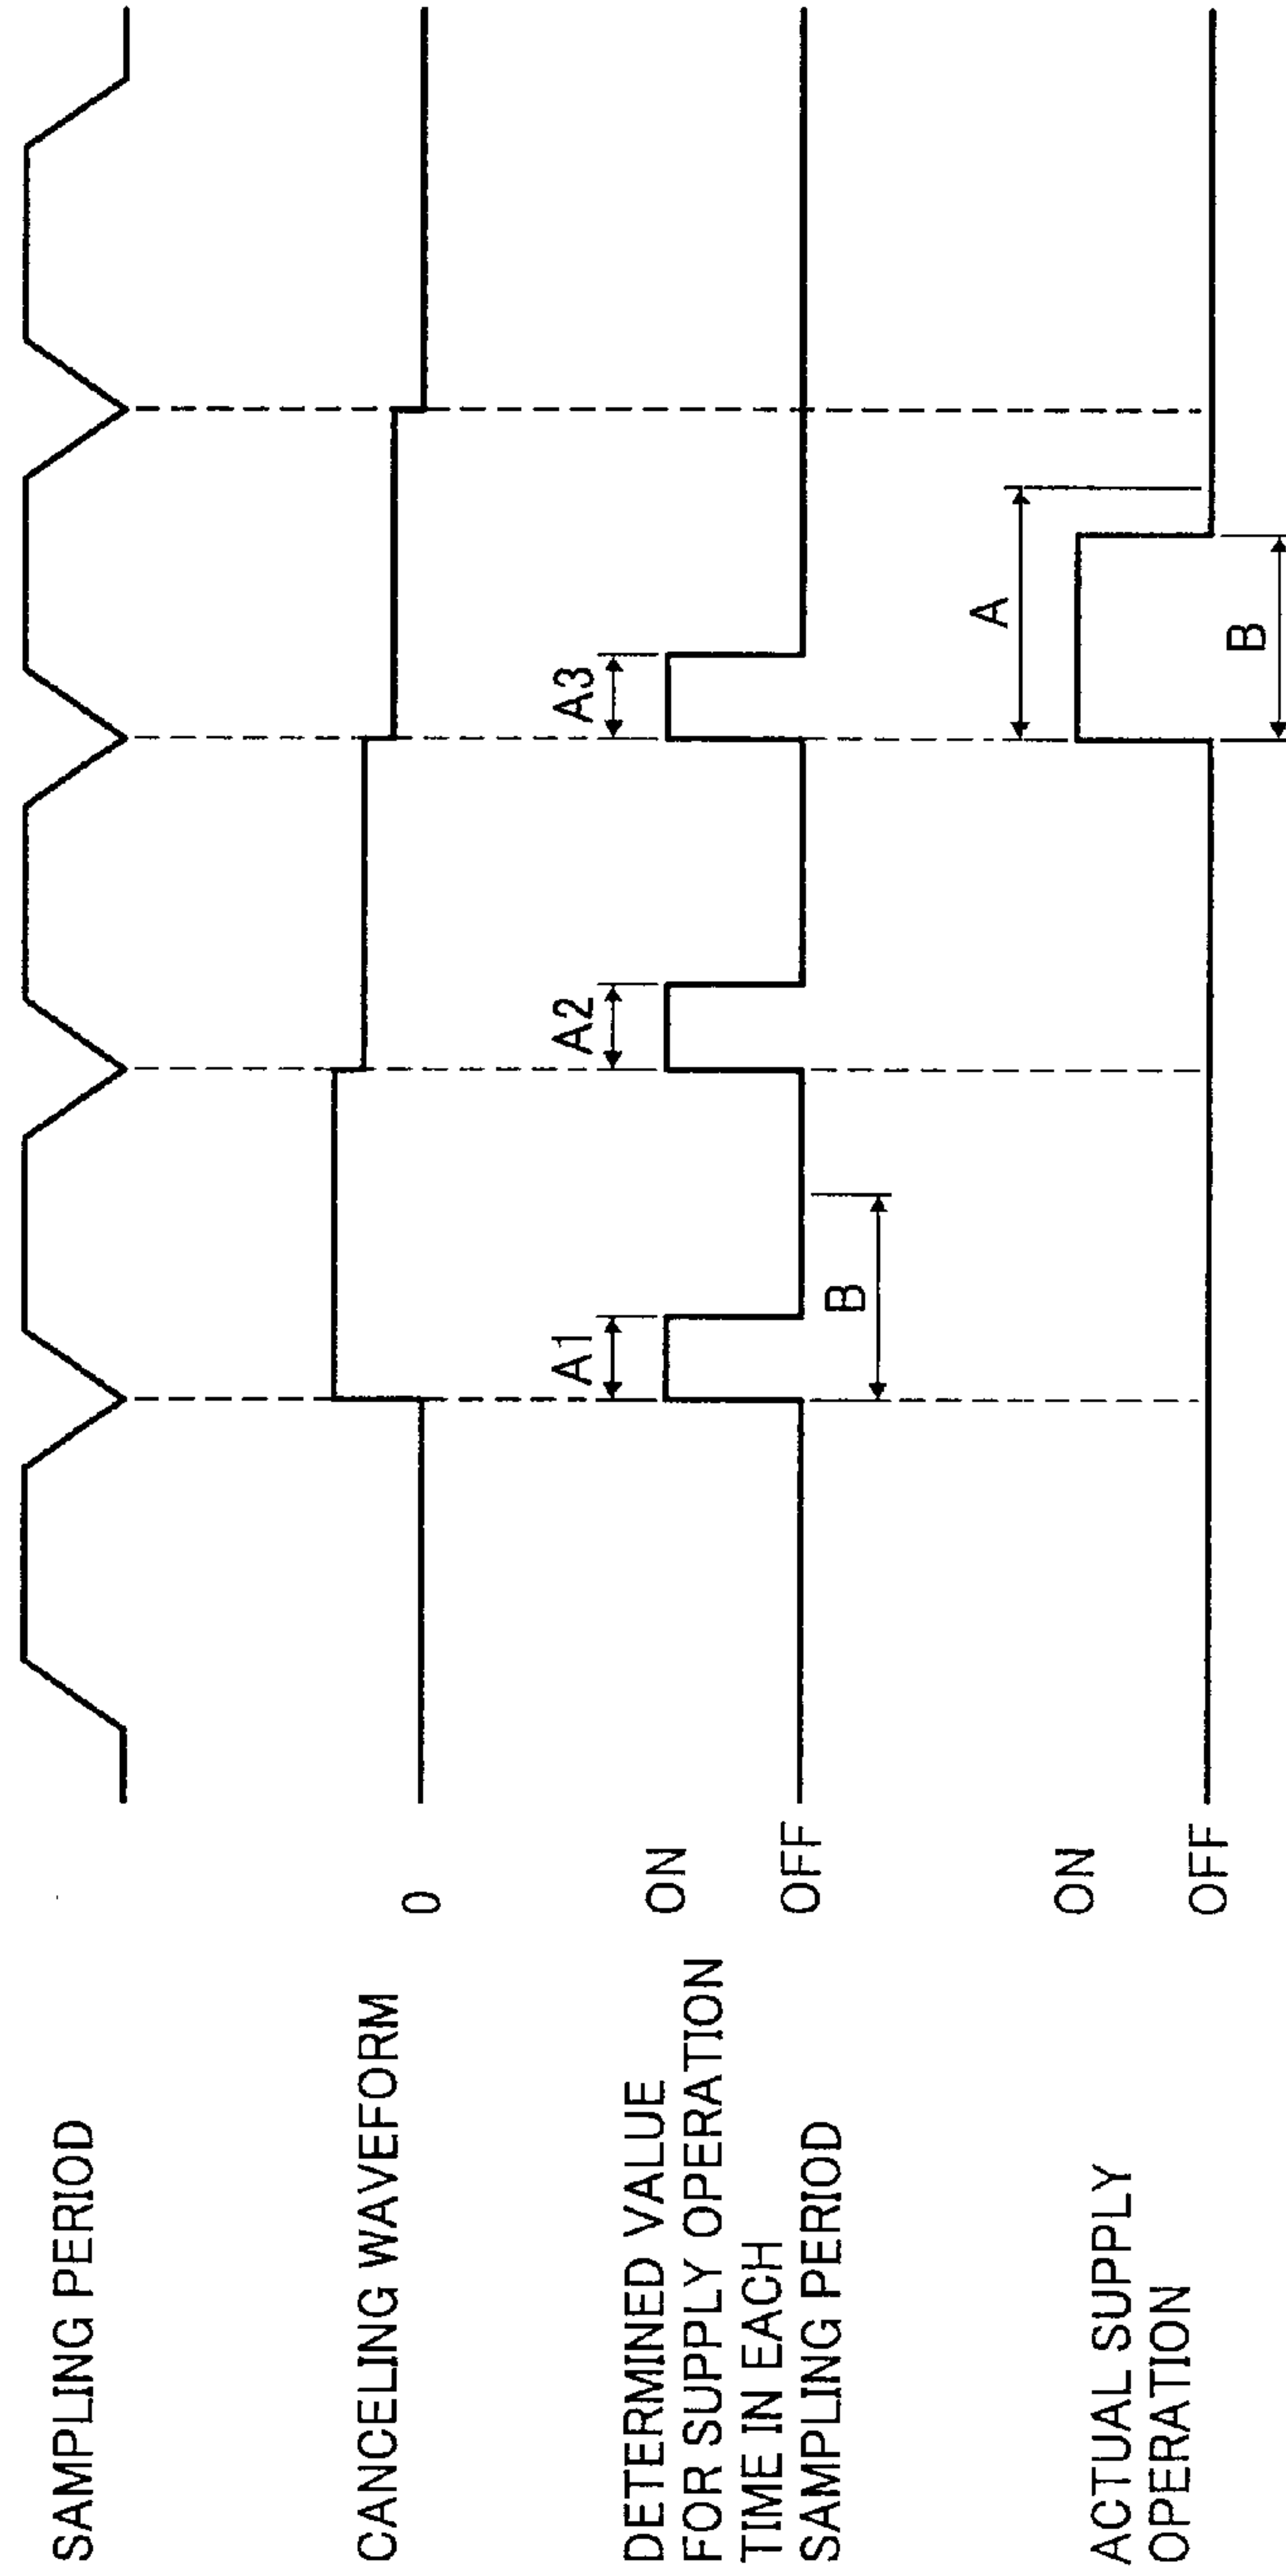 SAMPLING PERIOD
CANCELING WAVEFORM
0
DETERMINED VALUE
FOR SUPPLY OPERATION
TIME IN EACH
SAMPLING PERIOD
ON
OFF
A1
A2
A3
B
ACTUAL SUPPLY
OPERATION
ON
OFF
A
B